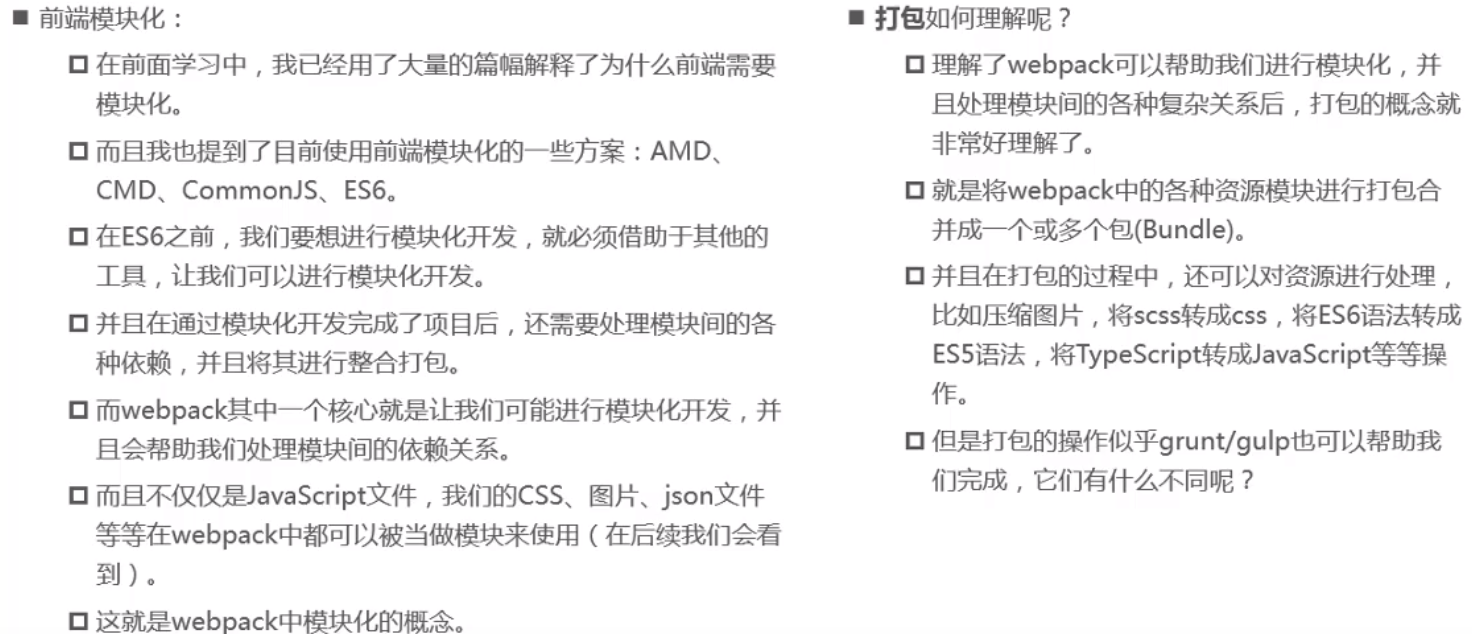 ■ 前端模块化：
在前面学习中，我已经用了大量的篇幅解释了为什么前端需要
模块化。
而且我也提到了目前使用前端模块化的一些方案：AMD、
CMD、CommonJS、ES6。
在ES6之前，我们要想进行模块化开发，就必须借助于其他的
工具，让我们可以进行模块化开发。
并且在通过模块化开发完成了项目后，还需要处理模块间的各
种依赖，并且将其进行整合打包。
而webpack其中一个核心就是让我们可能进行模块化开发，并
且会帮助我们处理模块间的依赖关系。
而且不仅仅是JavaScript文件，我们的CSS、图片、json文件
等等在webpack中都可以被当做模块来使用（在后续我们会看
到）。
这就是webpack中模块化的概念。
■ 打包如何理解呢？
理解了webpack可以帮助我们进行模块化，并
且处理模块间的各种复杂关系后，打包的概念就
非常好理解了。
就是将webpack中的各种资源模块进行打包合
并成一个或多个包(Bundle)。
并且在打包的过程中，还可以对资源进行处理，
比如压缩图片，将scss转成css，将ES6语法转成
ES5语法，将TypeScript转成JavaScript等等操
作。
但是打包的操作似乎grunt/gulp也可以帮助我
们完成，它们有什么不同呢？